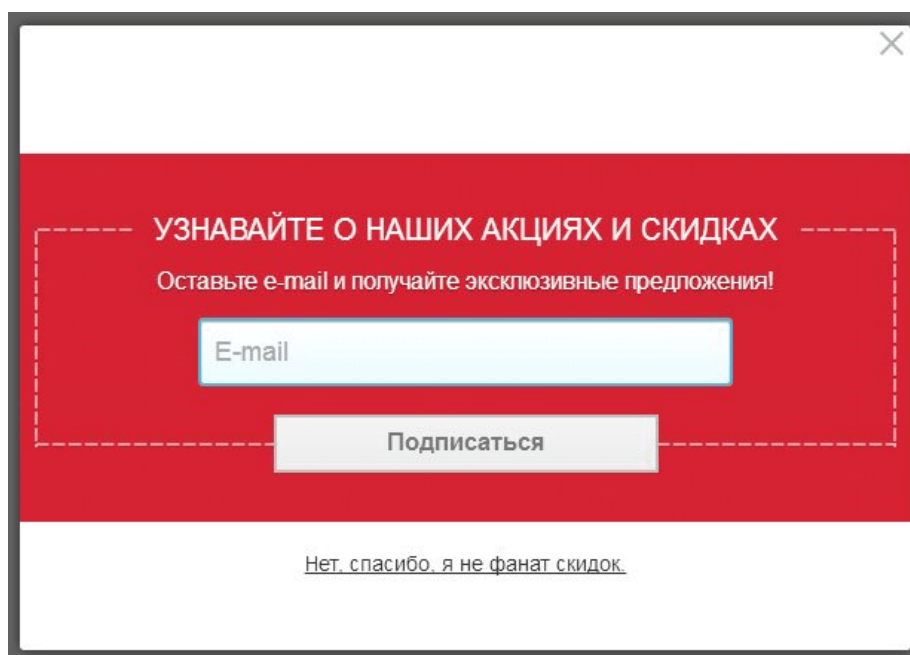 УЗНАВАЙТЕ О НАШИХ АКЦИЯХ И СКИДКАХ
Оставьте e-mail и получайте эксклюзивные предложения!
E-mail
Подписаться
Нет, спасибо, я не фанат скидок.